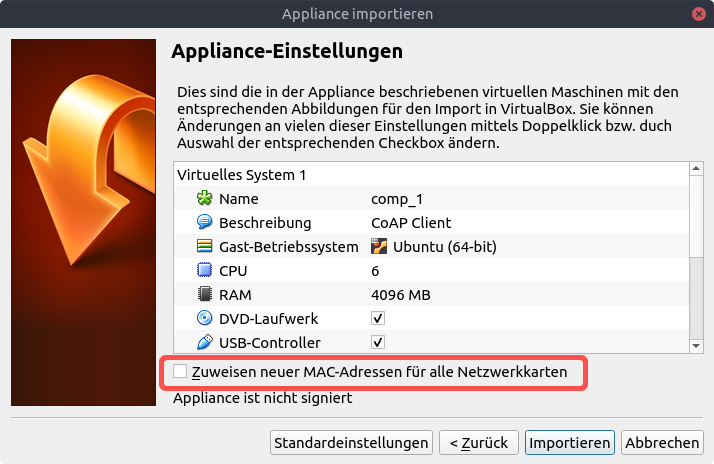 Appliance importieren
Appliance-Einstellungen
Dies sind die in der Appliance beschriebenen virtuellen Maschinen mit den
entsprechenden Abbildungen für den Import in VirtualBox. Sie können
Änderungen an vielen dieser Einstellungen mittels Doppelklick bzw. duch
Auswahl der entsprechenden Checkbox ändern.
Virtuelles System 1
Name comp_1
Beschreibung CoAP Client
Gast-Betriebssystem Ubuntu (64-bit)
CPU 6
RAM 4096 MB
DVD-Laufwerk
USB-Controller
Zuweisen neuer MAC-Adressen für alle Netzwerkkarten
Appliance ist nicht signiert
Standardeinstellungen < Zurück Importieren Abbrechen